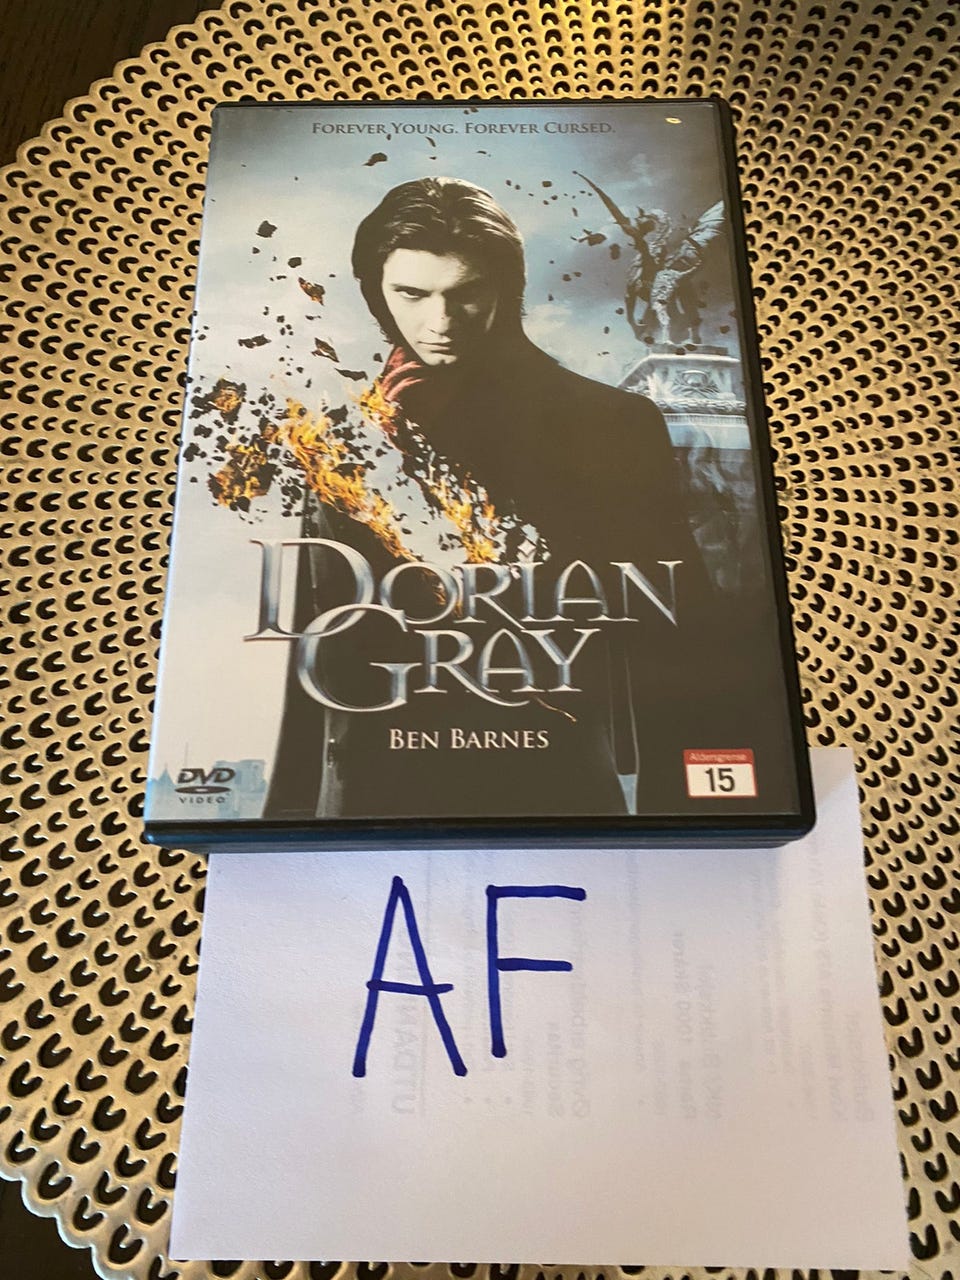 FOREVER YOUNG. FOREVER CURSED.
DORIAN
GRAY
BEN BARNES
DVD
VIDEO
Aldersgrense
15
AF